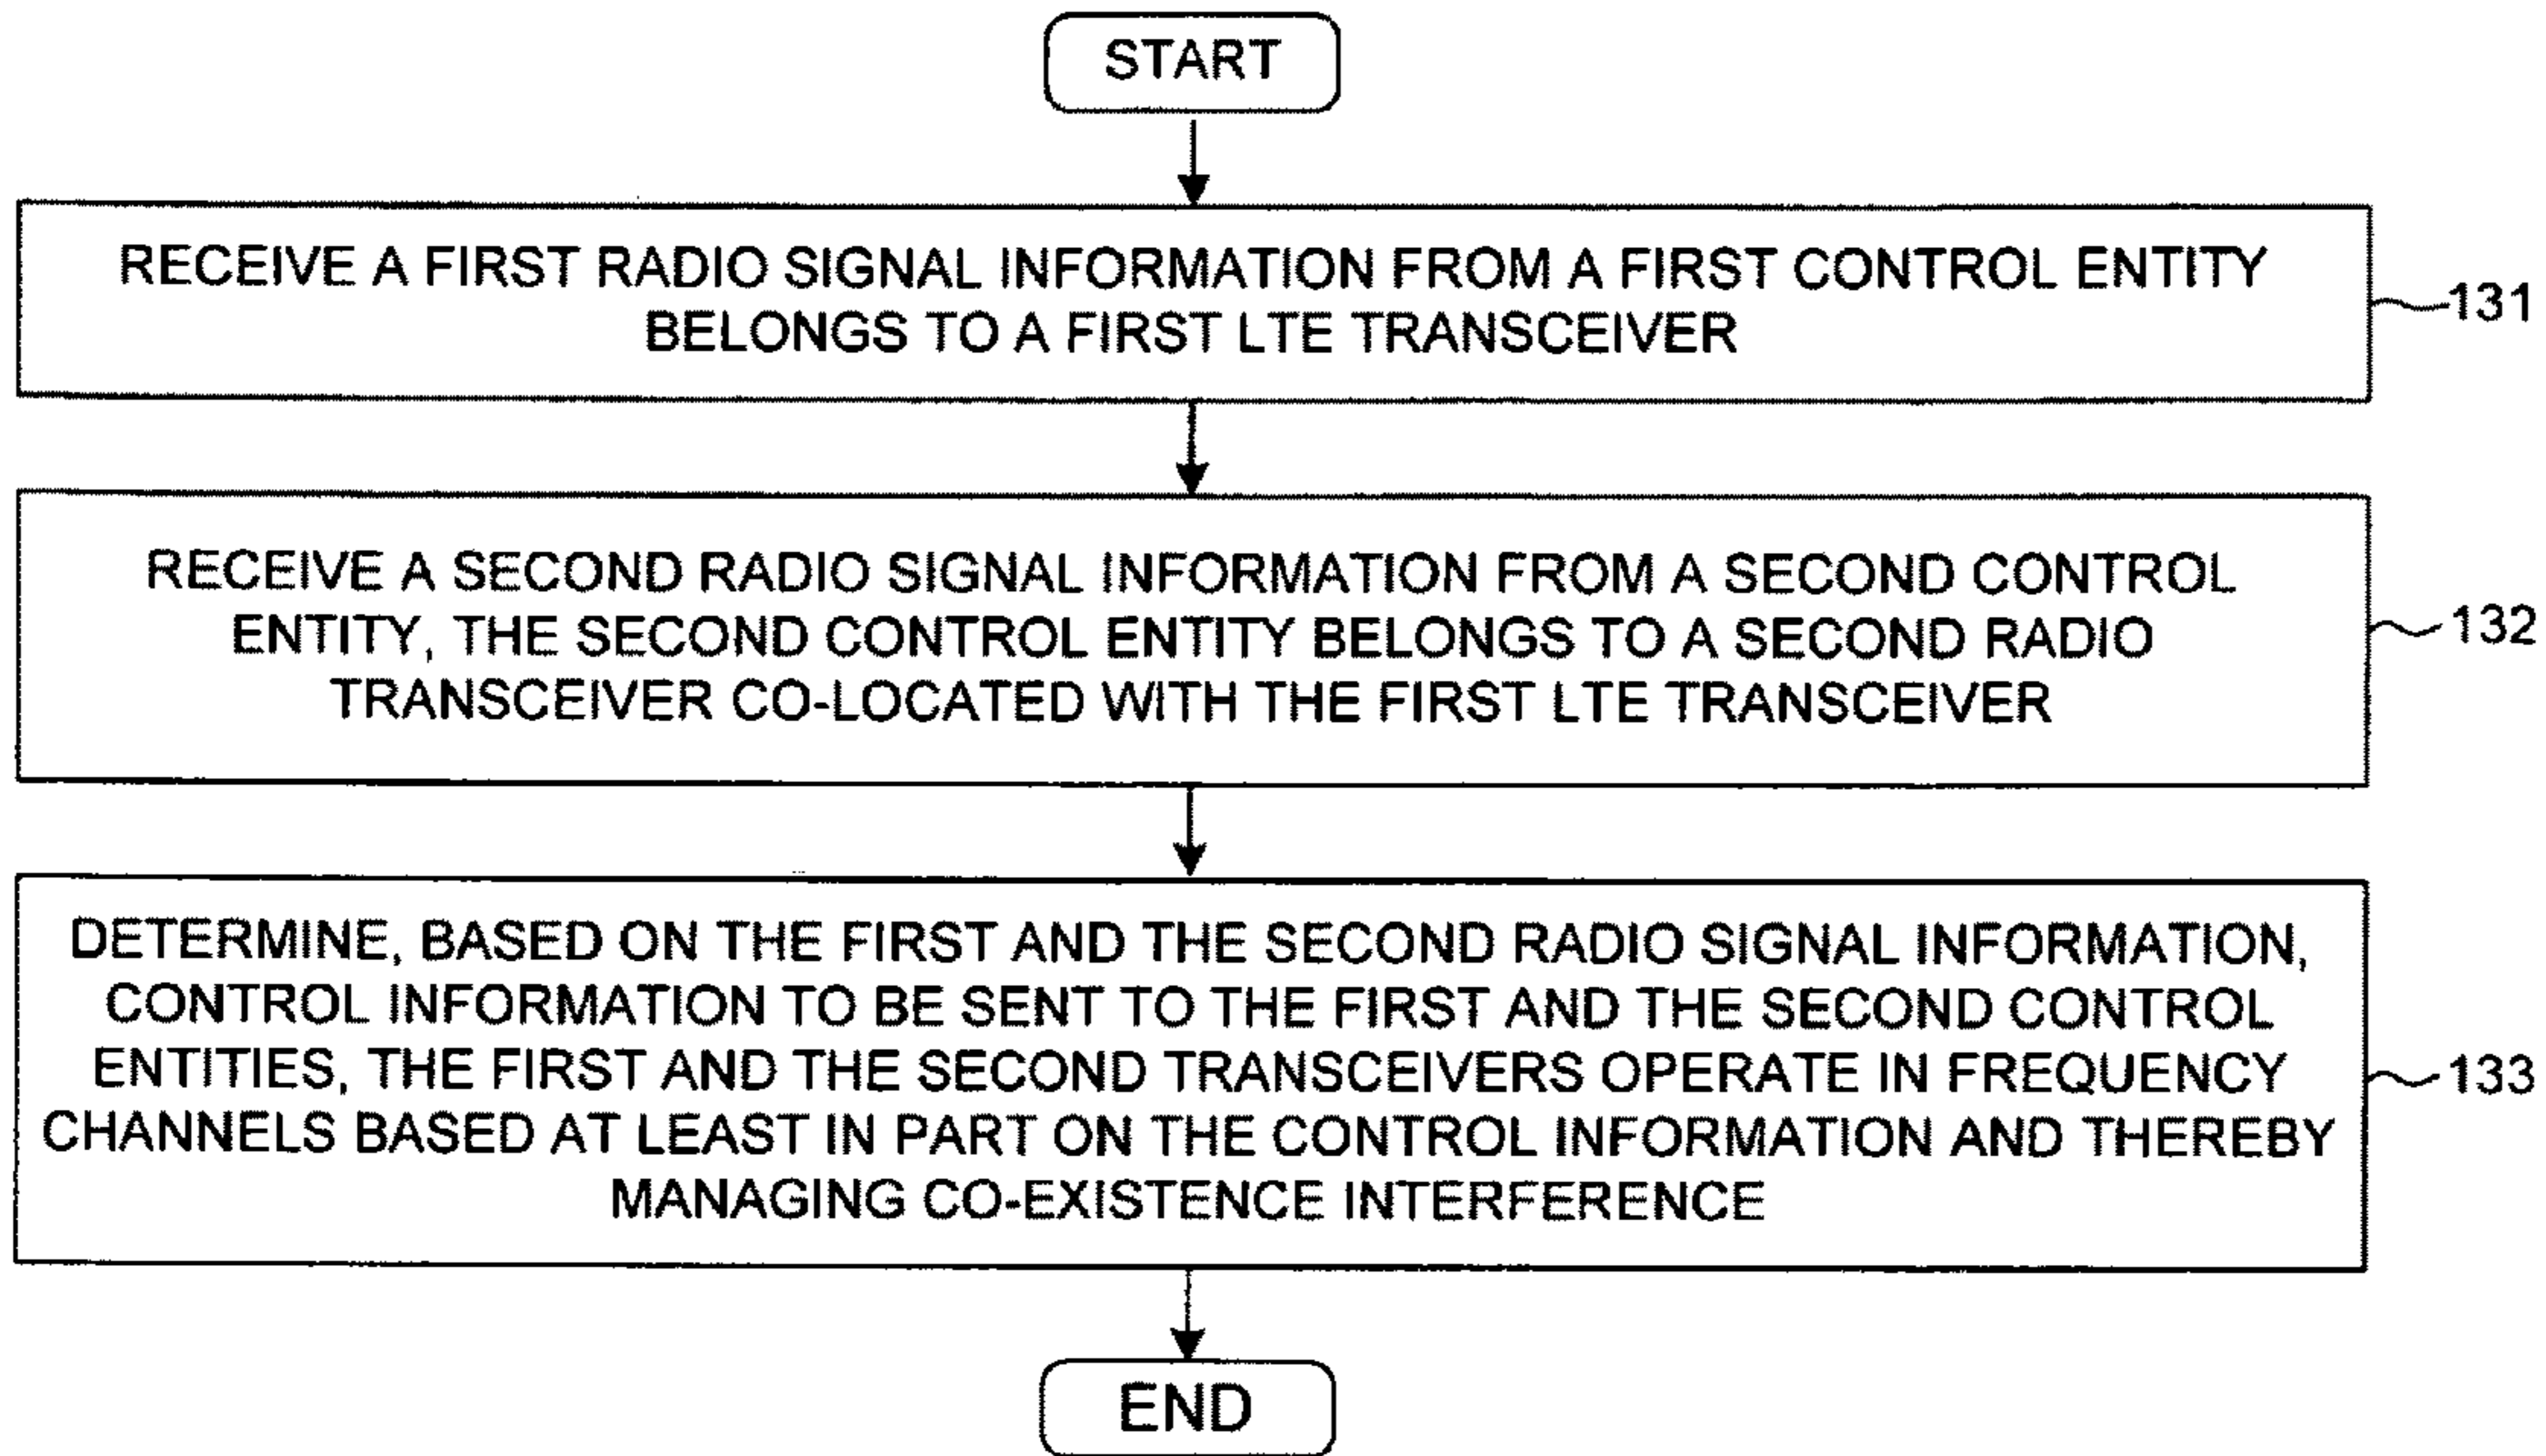 START
RECEIVE A FIRST RADIO SIGNAL INFORMATION FROM A FIRST CONTROL ENTITY
BELONGS TO A FIRST LTE TRANSCEIVER
131
RECEIVE A SECOND RADIO SIGNAL INFORMATION FROM A SECOND CONTROL
ENTITY, THE SECOND CONTROL ENTITY BELONGS TO A SECOND RADIO
TRANSCEIVER CO-LOCATED WITH THE FIRST LTE TRANSCEIVER
132
DETERMINE, BASED ON THE FIRST AND THE SECOND RADIO SIGNAL INFORMATION,
CONTROL INFORMATION TO BE SENT TO THE FIRST AND THE SECOND CONTROL
ENTITIES, THE FIRST AND THE SECOND TRANSCEIVERS OPERATE IN FREQUENCY
CHANNELS BASED AT LEAST IN PART ON THE CONTROL INFORMATION AND THEREBY
MANAGING CO-EXISTENCE INTERFERENCE
133
END